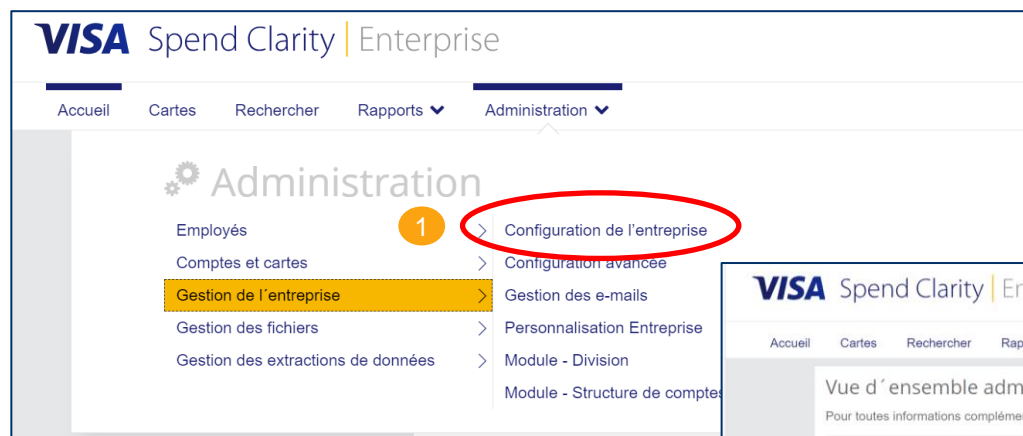 VISA Spend Clarity Enterprise
Accueil Cartes Rechercher Rapports Administration
Administration
Employés
Comptes et cartes
Gestion de l´entreprise
Gestion des fichiers
Gestion des extractions de données
1
Configuration de l'entreprise
Configuration avancée
Gestion des e-mails
Personnalisation Entreprise
Module - Division
Module - Structure de comptes
VISA Spend Clarity
Accueil Cartes Rechercher
Vue d´ensemble
Pour toutes informations